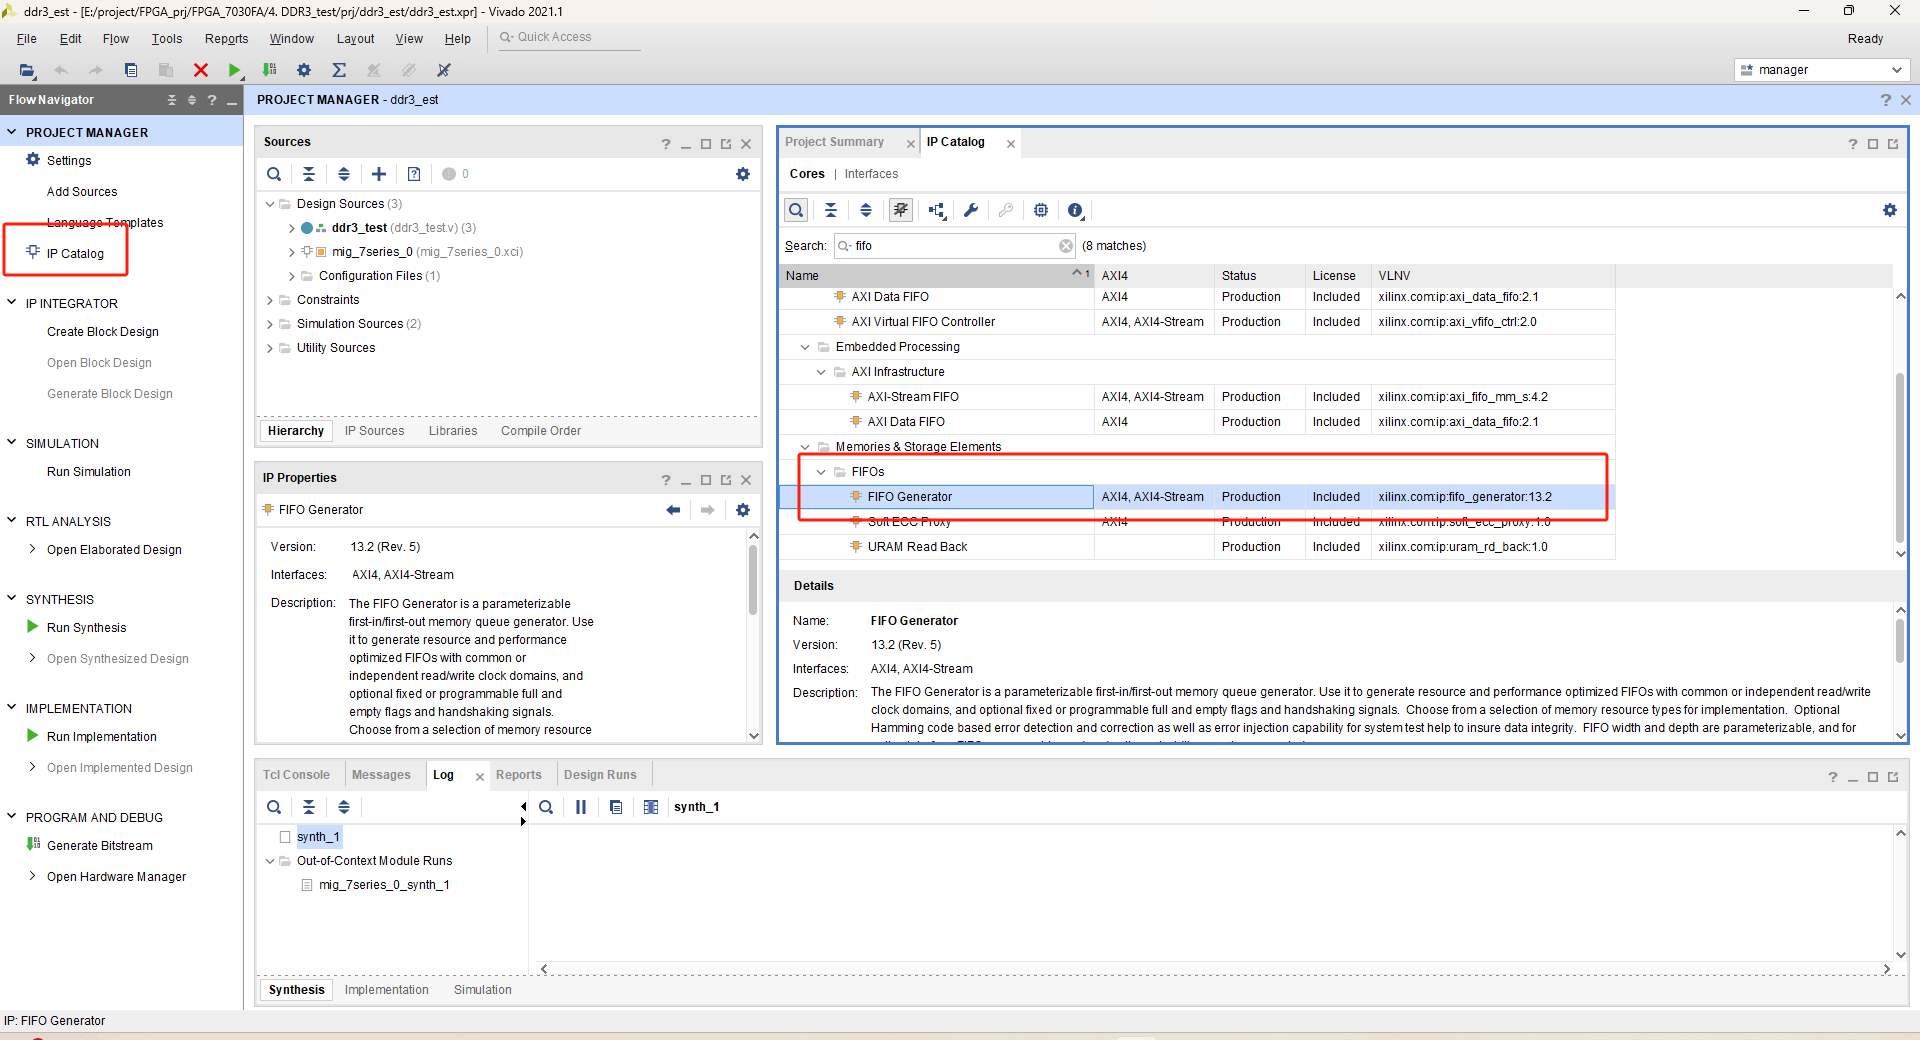 ddr3_est - [E:/project/FPGA_prj/FPGA_7030FA/4. DDR3_test/prj/ddr3_est/ddr3_est.xpr] - Vivado 2021.1
File Edit Flow Tools Reports Window Layout View Help Quick Access Ready
manager
Flow Navigator
PROJECT MANAGER - ddr3_est
PROJECT MANAGER
Settings
Add Sources
Language Templates
IP Catalog
IP INTEGRATOR
Create Block Design
Open Block Design
Generate Block Design
SIMULATION
Run Simulation
RTL ANALYSIS
Open Elaborated Design
SYNTHESIS
Run Synthesis
Open Synthesized Design
IMPLEMENTATION
Run Implementation
Open Implemented Design
PROGRAM AND DEBUG
Generate Bitstream
Open Hardware Manager
Sources
0
Design Sources (3)
ddr3_test (ddr3_test.v) (3)
mig_7series_0 (mig_7series_0.xci)
Configuration Files (1)
Constraints
Simulation Sources (2)
Utility Sources
Hierarchy IP Sources Libraries Compile Order
IP Properties
FIFO Generator
Version: 13.2 (Rev. 5)
Interfaces: AXI4, AXI4-Stream
Description: The FIFO Generator is a parameterizable
first-in/first-out memory queue generator. Use
it to generate resource and performance
optimized FIFOs with common or
independent read/write clock domains, and
optional fixed or programmable full and
empty flags and handshaking signals.
Choose from a selection of memory resource
Project Summary IP Catalog
Cores | Interfaces
Search: fifo (8 matches)
Name 1 AXI4 Status License VLNV
AXI Data FIFO AXI4 Production Included xilinx.com:ip:axi_data_fifo:2.1
AXI Virtual FIFO Controller AXI4, AXI4-Stream Production Included xilinx.com:ip:axi_vfifo_ctrl:2.0
Embedded Processing
AXI Infrastructure
AXI-Stream FIFO AXI4, AXI4-Stream Production Included xilinx.com:ip:axi_fifo_mm_s:4.2
AXI Data FIFO AXI4 Production Included xilinx.com:ip:axi_data_fifo:2.1
Memories & Storage Elements
FIFOs
FIFO Generator AXI4, AXI4-Stream Production Included xilinx.com:ip:fifo_generator:13.2
Soft ECC Proxy AXI4 Production Included xilinx.com:ip:soft_ecc_proxy:1.0
URAM Read Back Production Included xilinx.com:ip:uram_rd_back:1.0
Details
Name: FIFO Generator
Version: 13.2 (Rev. 5)
Interfaces: AXI4, AXI4-Stream
Description: The FIFO Generator is a parameterizable first-in/first-out memory queue generator. Use it to generate resource and performance optimized FIFOs with common or independent read/write
clock domains, and optional fixed or programmable full and empty flags and handshaking signals. Choose from a selection of memory resource types for implementation. Optional
Hamming code based error detection and correction as well as error injection capability for system test help to insure data integrity. FIFO width and depth are parameterizable, and for
Tcl Console Messages Log Reports Design Runs
synth_1
synth_1
Out-of-Context Module Runs
mig_7series_0_synth_1
Synthesis Implementation Simulation
IP: FIFO Generator